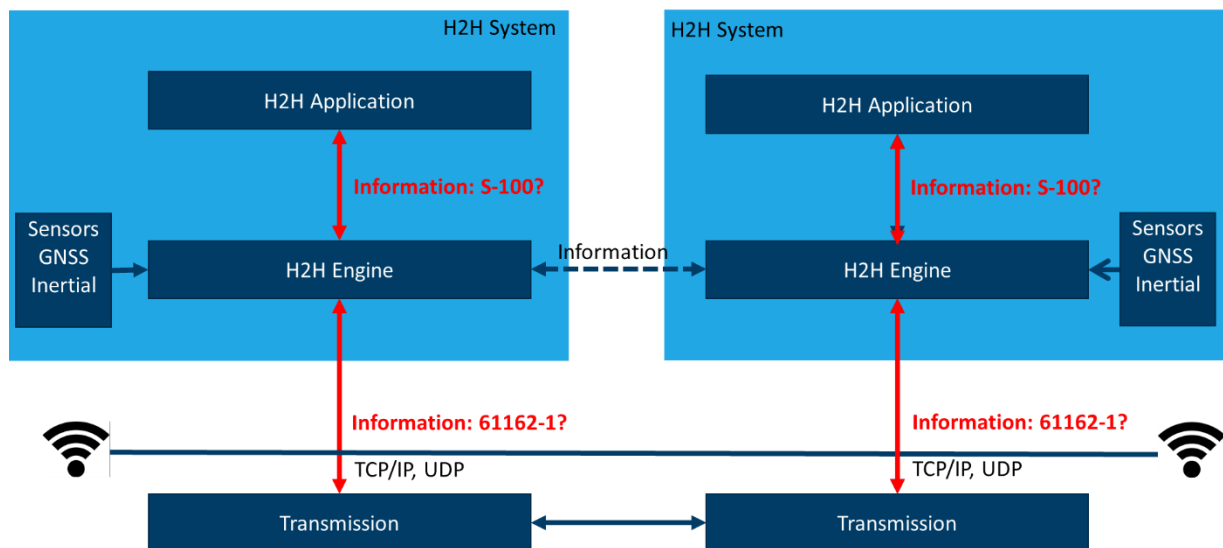 H2H System
H2H System
H2H Application
H2H Application
Information: S-100?
Information: S-100?
Sensors
GNSS
Inertial
H2H Engine
Information
H2H Engine
Sensors
GNSS
Inertial
Information: 61162-1?
Information: 61162-1?
TCP/IP, UDP
TCP/IP, UDP
Transmission
Transmission